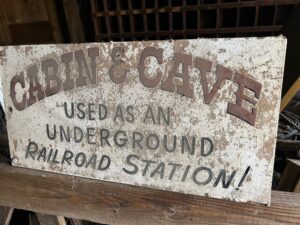 CABIN & CAVE
USED AS AN
UNDERGROUND
RAILROAD STATION!